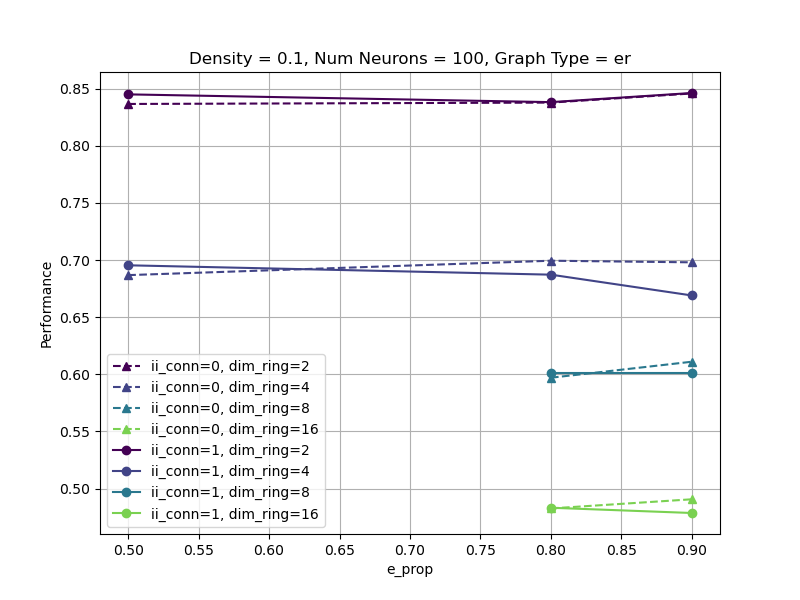 Density = 0.1, Num Neurons = 100, Graph Type = er
Performance
0.85
0.80
0.75
0.70
0.65
0.60
0.55
0.50
ii_conn=0, dim_ring=2
ii_conn=0, dim_ring=4
ii_conn=0, dim_ring=8
ii_conn=0, dim_ring=16
ii_conn=1, dim_ring=2
ii_conn=1, dim_ring=4
ii_conn=1, dim_ring=8
ii_conn=1, dim_ring=16
0.50 0.55 0.60 0.65 0.70 0.75 0.80 0.85 0.90
e_prop